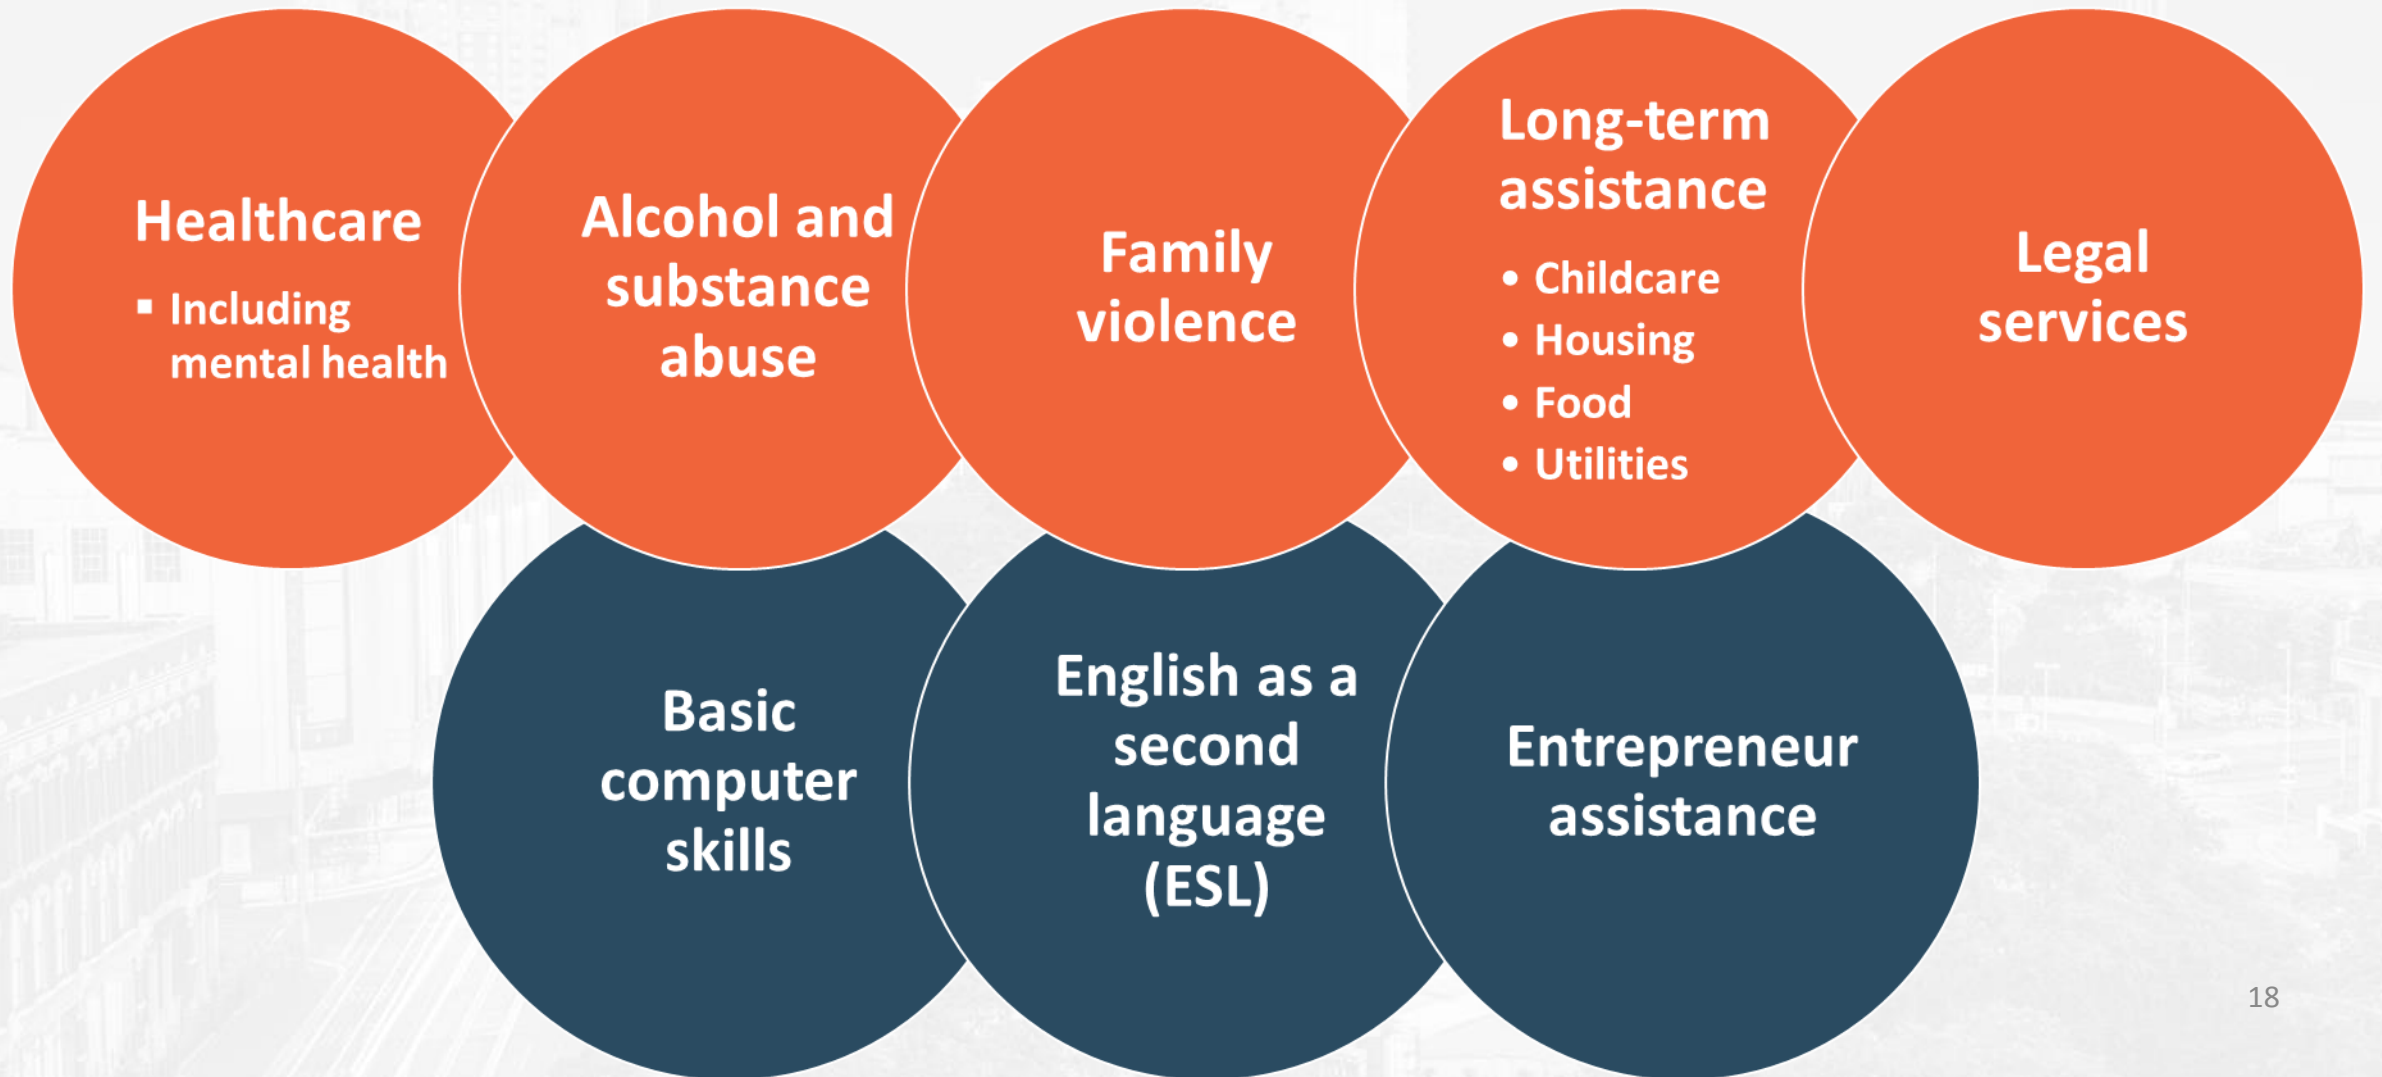 Healthcare
▪ Including
mental health
Alcohol and
substance
abuse
Family
violence
Long-term
assistance
• Childcare
• Housing
• Food
• Utilities
Legal
services
Basic
computer
skills
English as a
second
language
(ESL)
Entrepreneur
assistance
18